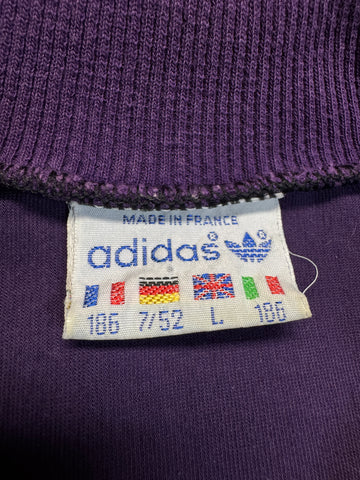 MADE IN FRANCE
adidas® ®
186 7/52 L 186